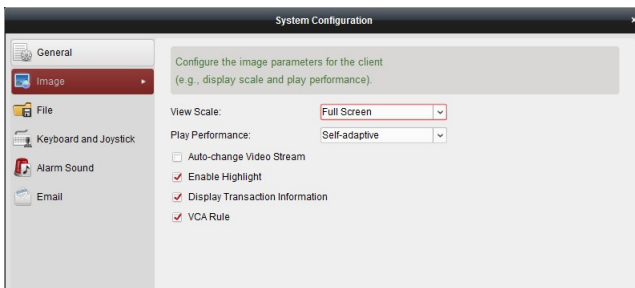 System Configuration
General
Image
File
Keyboard and Joystick
Alarm Sound
Email
Configure the image parameters for the client
(e.g., display scale and play performance).
View Scale: Full Screen
Play Performance: Self-adaptive
Auto-change Video Stream
Enable Highlight
Display Transaction Information
VCA Rule